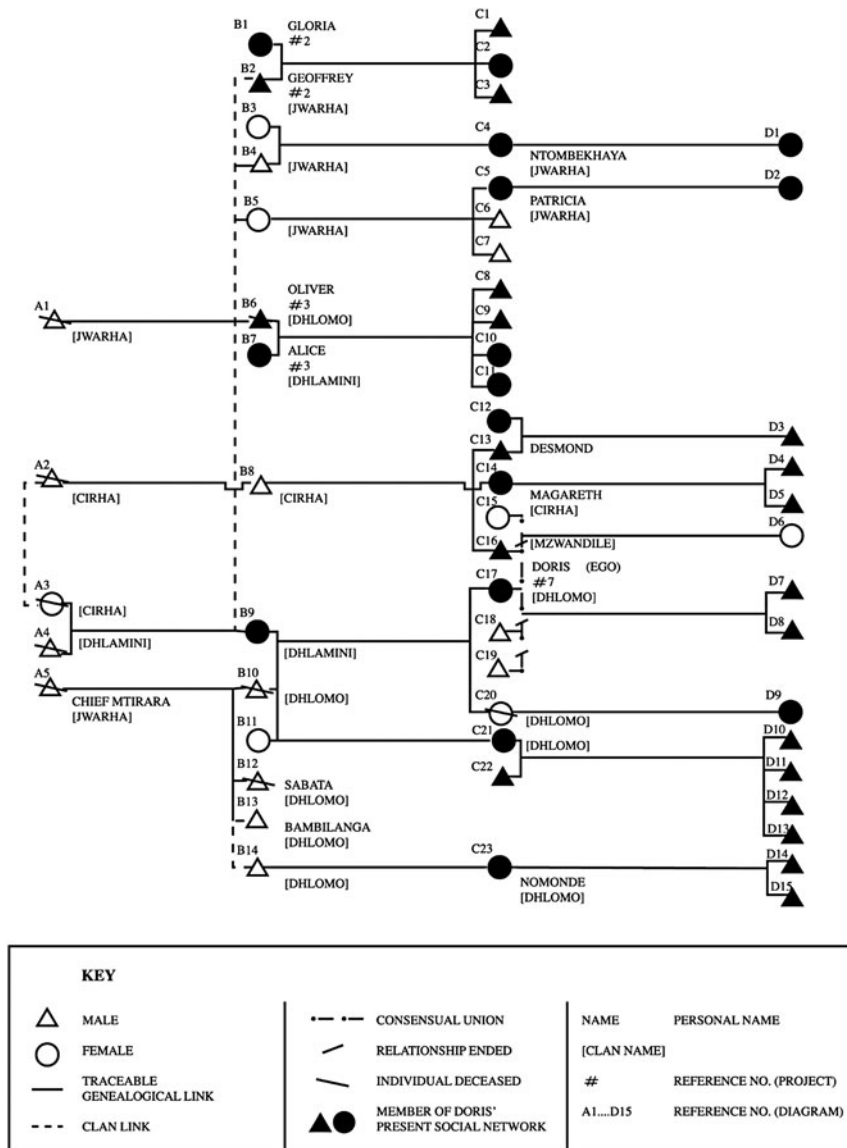 B1 GLORIA
#2
C1
C2
B2 GEOFFREY
#2
[JWARHA]
C3
B3
B4
[JWARHA]
C4
NTOMBEKHAYA
[JWARHA]
D1
B5
[JWARHA]
C5
PATRICIA
[JWARHA]
D2
C6
C7
A1
[JWARHA]
B6 OLIVER
#3
[DHLOMO]
B7 ALICE
#3
[DHLAMINI]
C8
C9
C10
C11
C12
C13
DESMOND
D3
A2
[CIRHA]
B8
[CIRHA]
C14
MAGARETH
[CIRHA]
D4
D5
C15
D6
C16
[MZWANDILE]
A3
[CIRHA]
A4
[DHLAMINI]
B9
[DHLAMINI]
C17
DORIS (EGO)
#7
[DHLOMO]
D7
D8
C18
C19
A5
CHIEF MTIRARA
[JWARHA]
B10
[DHLOMO]
C20
[DHLOMO]
D9
B11
C21
[DHLOMO]
D10
C22
D11
D12
D13
B12
SABATA
[DHLOMO]
B13
BAMBILANGA
[DHLOMO]
B14
[DHLOMO]
C23
NOMONDE
[DHLOMO]
D14
D15
KEY
MALE
FEMALE
TRACEABLE
GENEALOGICAL LINK
CLAN LINK
CONSENSUAL UNION
RELATIONSHIP ENDED
INDIVIDUAL DECEASED
MEMBER OF DORIS'
PRESENT SOCIAL NETWORK
NAME PERSONAL NAME
[CLAN NAME]
# REFERENCE NO. (PROJECT)
A1....D15 REFERENCE NO. (DIAGRAM)